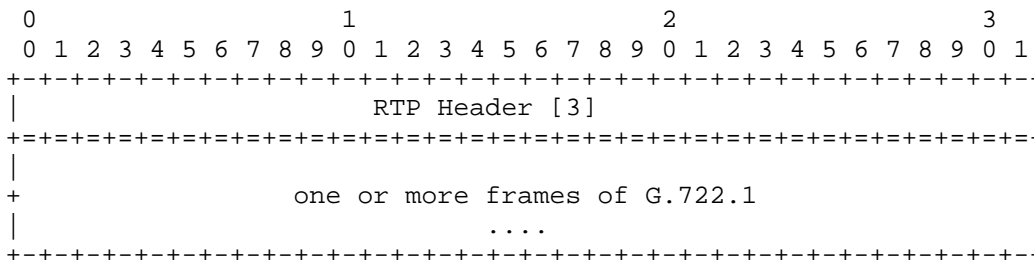 0                   1                   2                   3
 0 1 2 3 4 5 6 7 8 9 0 1 2 3 4 5 6 7 8 9 0 1 2 3 4 5 6 7 8 9 0 1
+-+-+-+-+-+-+-+-+-+-+-+-+-+-+-+-+-+-+-+-+-+-+-+-+-+-+-+-+-+-+-+-
|                      RTP Header [3]
+=+=+=+=+=+=+=+=+=+=+=+=+=+=+=+=+=+=+=+=+=+=+=+=+=+=+=+=+=+=+=+=
|
+                 one or more frames of G.722.1
|                             ....
+-+-+-+-+-+-+-+-+-+-+-+-+-+-+-+-+-+-+-+-+-+-+-+-+-+-+-+-+-+-+-+-